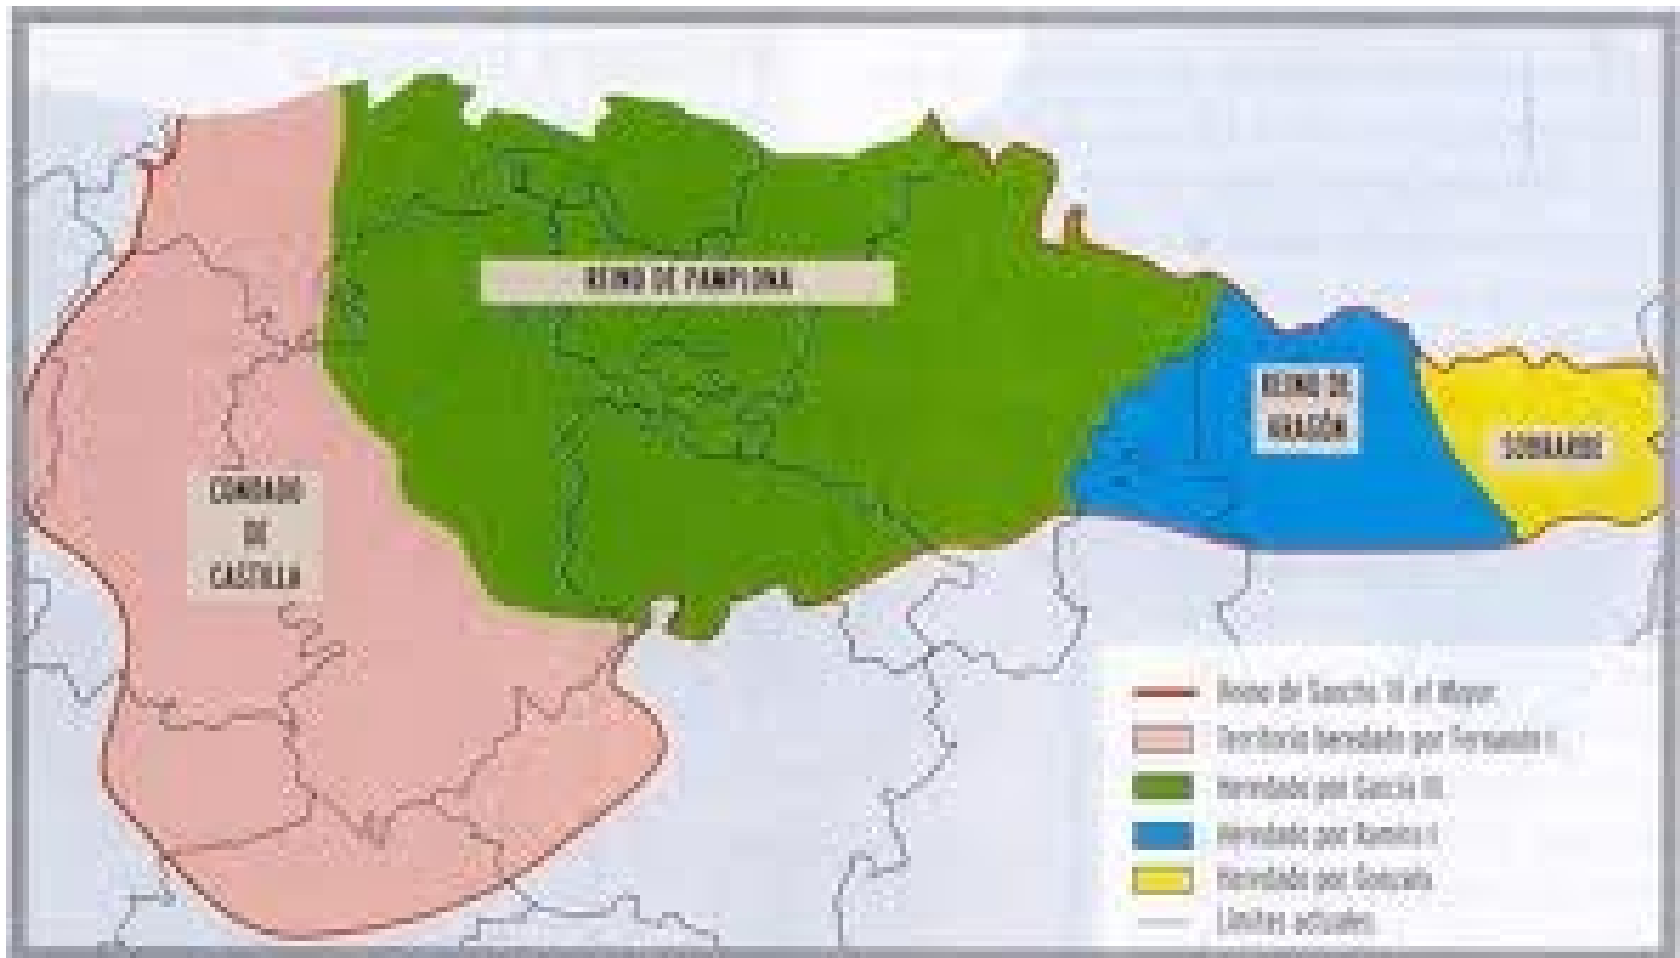 REINO DE PAMPLONA
REINO DE
ARAGÓN
SOBRARBE
CONDADO
DE
CASTILLA
Reino de Sancho III el Mayor
Territorio heredado por Fernando I
Heredado por García III
Heredado por Ramiro I
Heredado por Gonzalo
Límites actuales